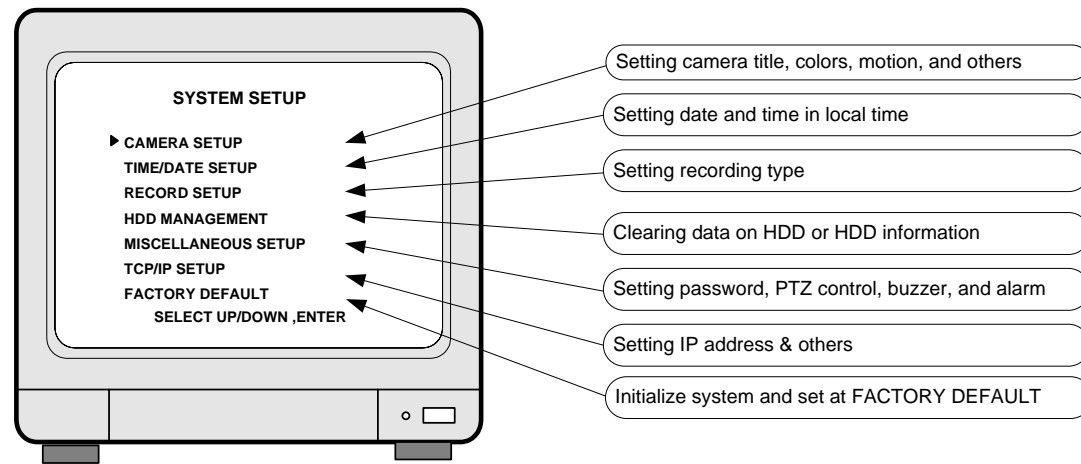 SYSTEM SETUP
CAMERA SETUP
TIME/DATE SETUP
RECORD SETUP
HDD MANAGEMENT
MISCELLANEOUS SETUP
TCP/IP SETUP
FACTORY DEFAULT
SELECT UP/DOWN ,ENTER
Setting camera title, colors, motion, and others
Setting date and time in local time
Setting recording type
Clearing data on HDD or HDD information
Setting password, PTZ control, buzzer, and alarm
Setting IP address & others
Initialize system and set at FACTORY DEFAULT